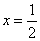 x = 1/2